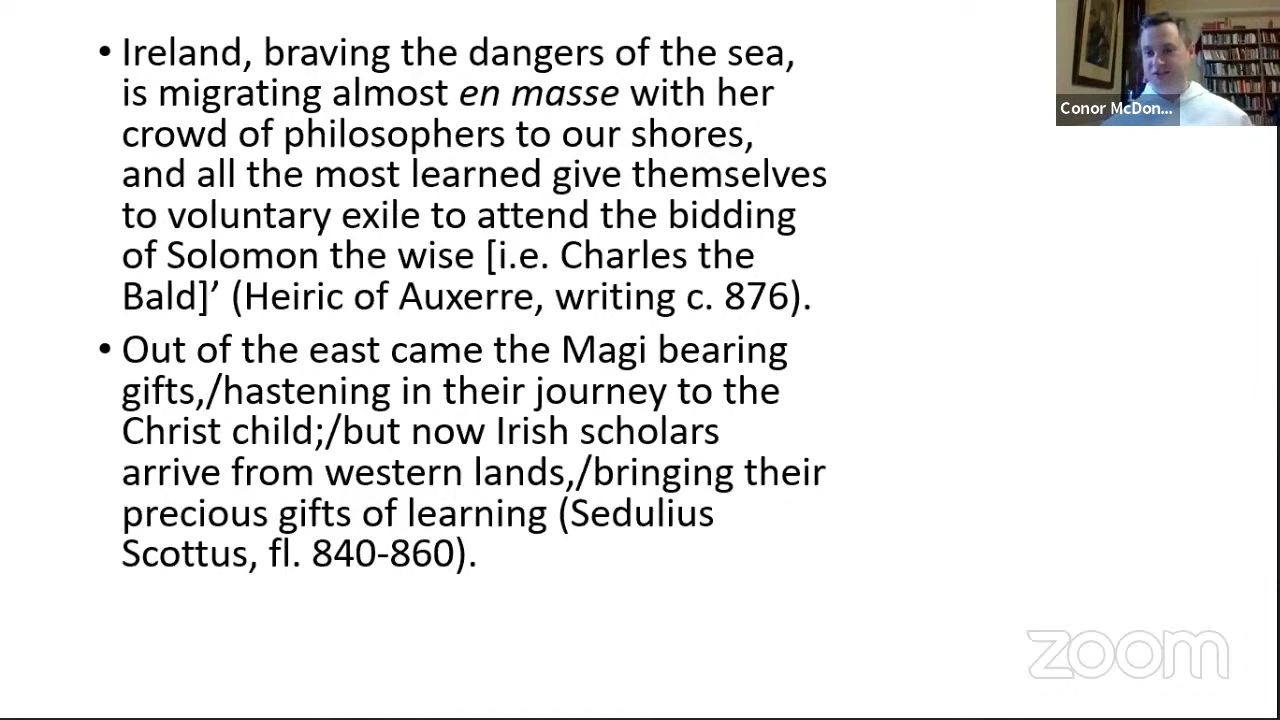 • Ireland, braving the dangers of the sea,
is migrating almost en masse with her
crowd of philosophers to our shores,
and all the most learned give themselves
to voluntary exile to attend the bidding
of Solomon the wise [i.e. Charles the
Bald]’ (Heiric of Auxerre, writing c. 876).
• Out of the east came the Magi bearing
gifts,/hastening in their journey to the
Christ child;/but now Irish scholars
arrive from western lands,/bringing their
precious gifts of learning (Sedulius
Scottus, fl. 840-860).
Conor McDon...
zoom